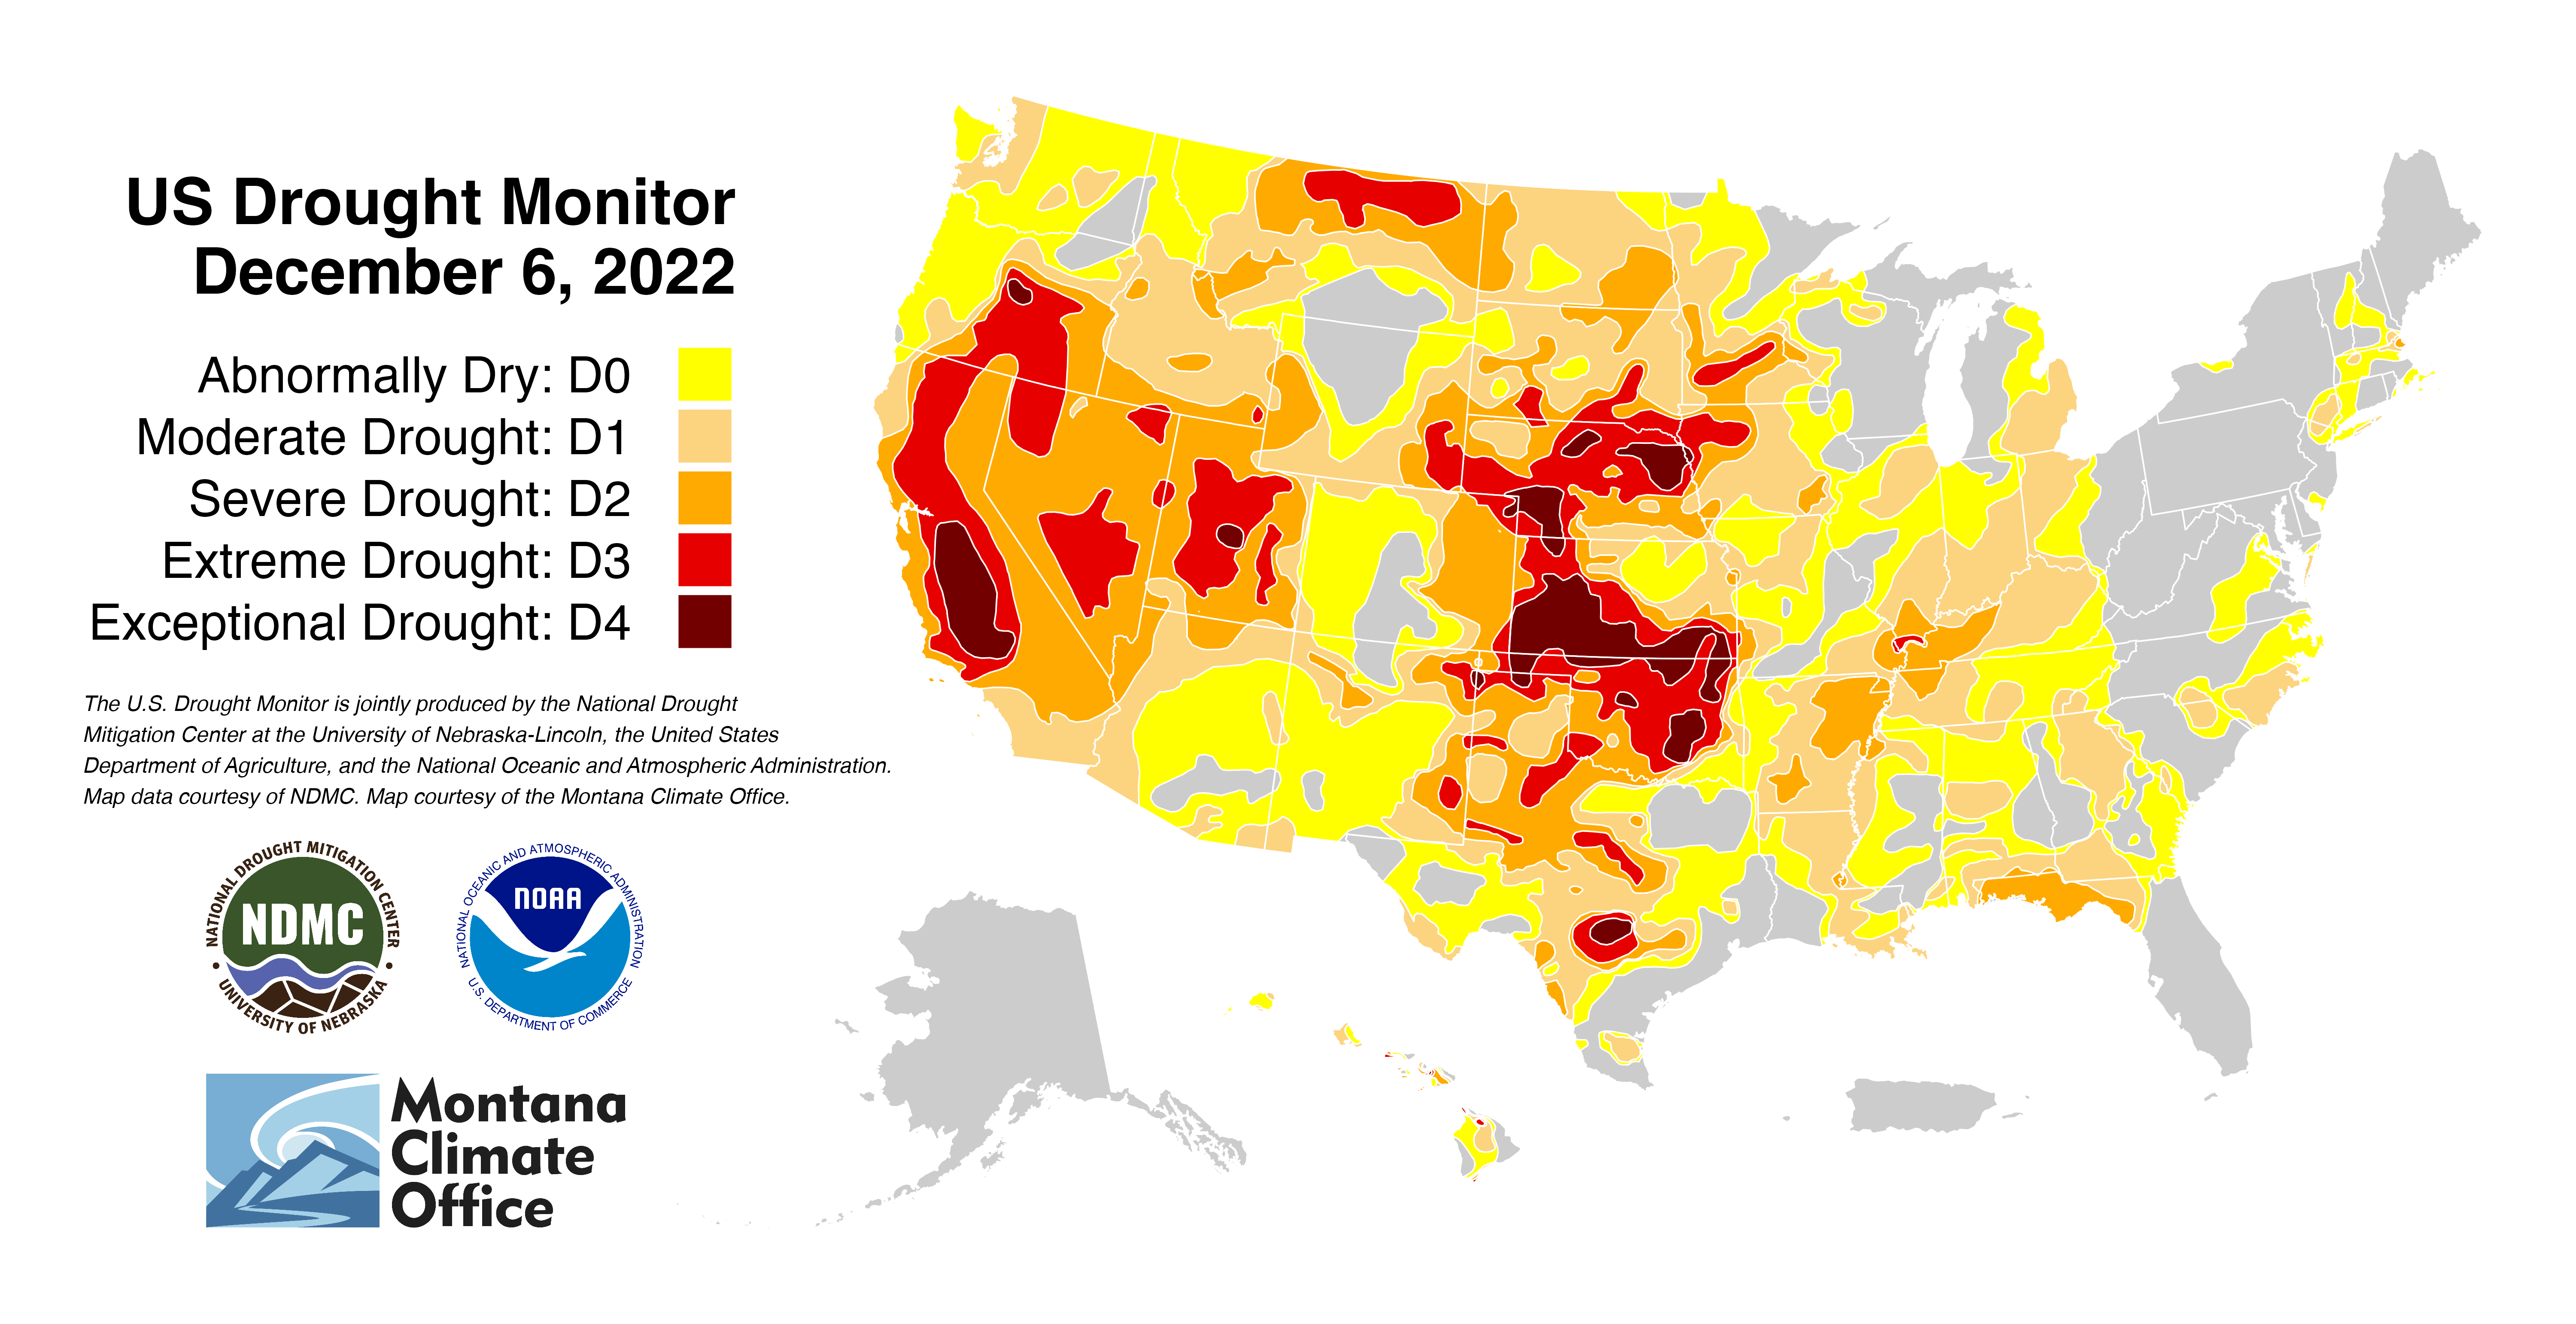 US Drought Monitor
December 6, 2022
Abnormally Dry: D0
Moderate Drought: D1
Severe Drought: D2
Extreme Drought: D3
Exceptional Drought: D4
The U.S. Drought Monitor is jointly produced by the National Drought
Mitigation Center at the University of Nebraska-Lincoln, the United States
Department of Agriculture, and the National Oceanic and Atmospheric Administration.
Map data courtesy of NDMC. Map courtesy of the Montana Climate Office.
NATIONAL DROUGHT MITIGATION CENTER
NDMC
• UNIVERSITY OF NEBRASKA •
NATIONAL OCEANIC AND ATMOSPHERIC ADMINISTRATION
NOAA
U.S. DEPARTMENT OF COMMERCE
Montana
Climate
Office